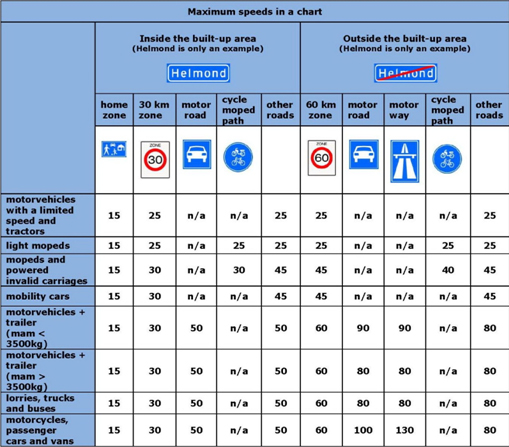 Maximum speeds in a chart
Inside the built-up area
(Helmond is only an example)
Helmond
Outside the built-up area
(Helmond is only an example)
Helmond
home zone 30 km zone motor road cycle moped path other roads 60 km zone motor road motor way cycle moped path other roads
ZONE
30
ZONE
60
motorvehicles
with a limited
speed and
tractors
15 25 n/a n/a 25 25 n/a n/a n/a 25
light mopeds 15 25 n/a 25 25 25 n/a n/a 25 25
mopeds and
powered
invalid carriages
15 30 n/a 30 45 45 n/a n/a 40 45
mobility cars 15 30 n/a n/a 45 45 n/a n/a n/a 45
motorvehicles +
trailer
(mam <
3500kg)
15 30 50 n/a 50 60 90 90 n/a 80
motorvehicles +
trailer
(mam >
3500kg)
15 30 50 n/a 50 60 80 80 n/a 80
lorries, trucks
and buses
15 30 50 n/a 50 60 80 80 n/a 80
motorcycles,
passenger
cars and vans
15 30 50 n/a 50 60 100 130 n/a 80